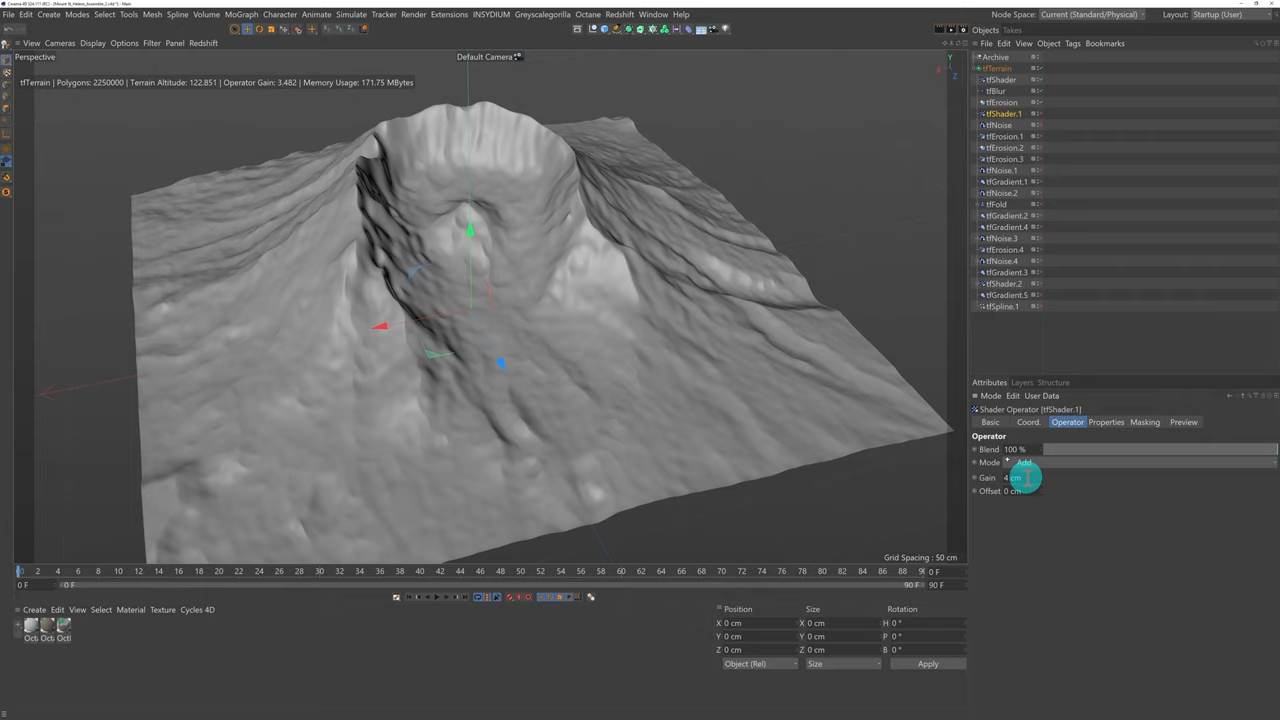 Cinema 4D S24.111 (RC) - [Mount St_Helens_Assemble_2.c4d *] - Main
File Edit Create Modes Select Tools Mesh Spline Volume MoGraph Character Animate Simulate Tracker Render Extensions INSYDIUM Greyscalegorilla Octane Redshift Window Help Node Space: Current (Standard/Physical) Layout: Startup (User)
View Cameras Display Options Filter Panel Redshift
Objects Takes
File Edit View Object Tags Bookmarks
Perspective
Default Camera
Y
X
Z
tfTerrain | Polygons: 2250000 | Terrain Altitude: 122.851 | Operator Gain: 3.482 | Memory Usage: 171.75 MBytes
Archive
tfTerrain
tfShader
tfBlur
tfErosion
tfShader.1
tfNoise
tfErosion.1
tfErosion.2
tfErosion.3
tfNoise.1
tfGradient.1
tfNoise.2
tfFold
tfGradient.2
tfGradient.4
tfNoise.3
tfErosion.4
tfNoise.4
tfGradient.3
tfShader.2
tfGradient.5
tfSpline.1
Attributes Layers Structure
Mode Edit User Data
Shader Operator [tfShader.1]
Basic Coord. Operator Properties Masking Preview
Operator
Blend 100 %
Mode Add
Gain 4 cm
Offset 0 cm
Grid Spacing : 50 cm
0 2 4 6 8 10 12 14 16 18 20 22 24 26 28 30 32 34 36 38 40 42 44 46 48 50 52 54 56 58 60 62 64 66 68 70 72 74 76 78 80 82 84 86 88 90 0 F
0 F 0 F 90 F 90 F
Create Edit View Select Material Texture Cycles 4D
Octi Octi Octi
Position Size Rotation
X 0 cm X 0 cm H 0 °
Y 0 cm Y 0 cm P 0 °
Z 0 cm Z 0 cm B 0 °
Object (Rel) Size Apply